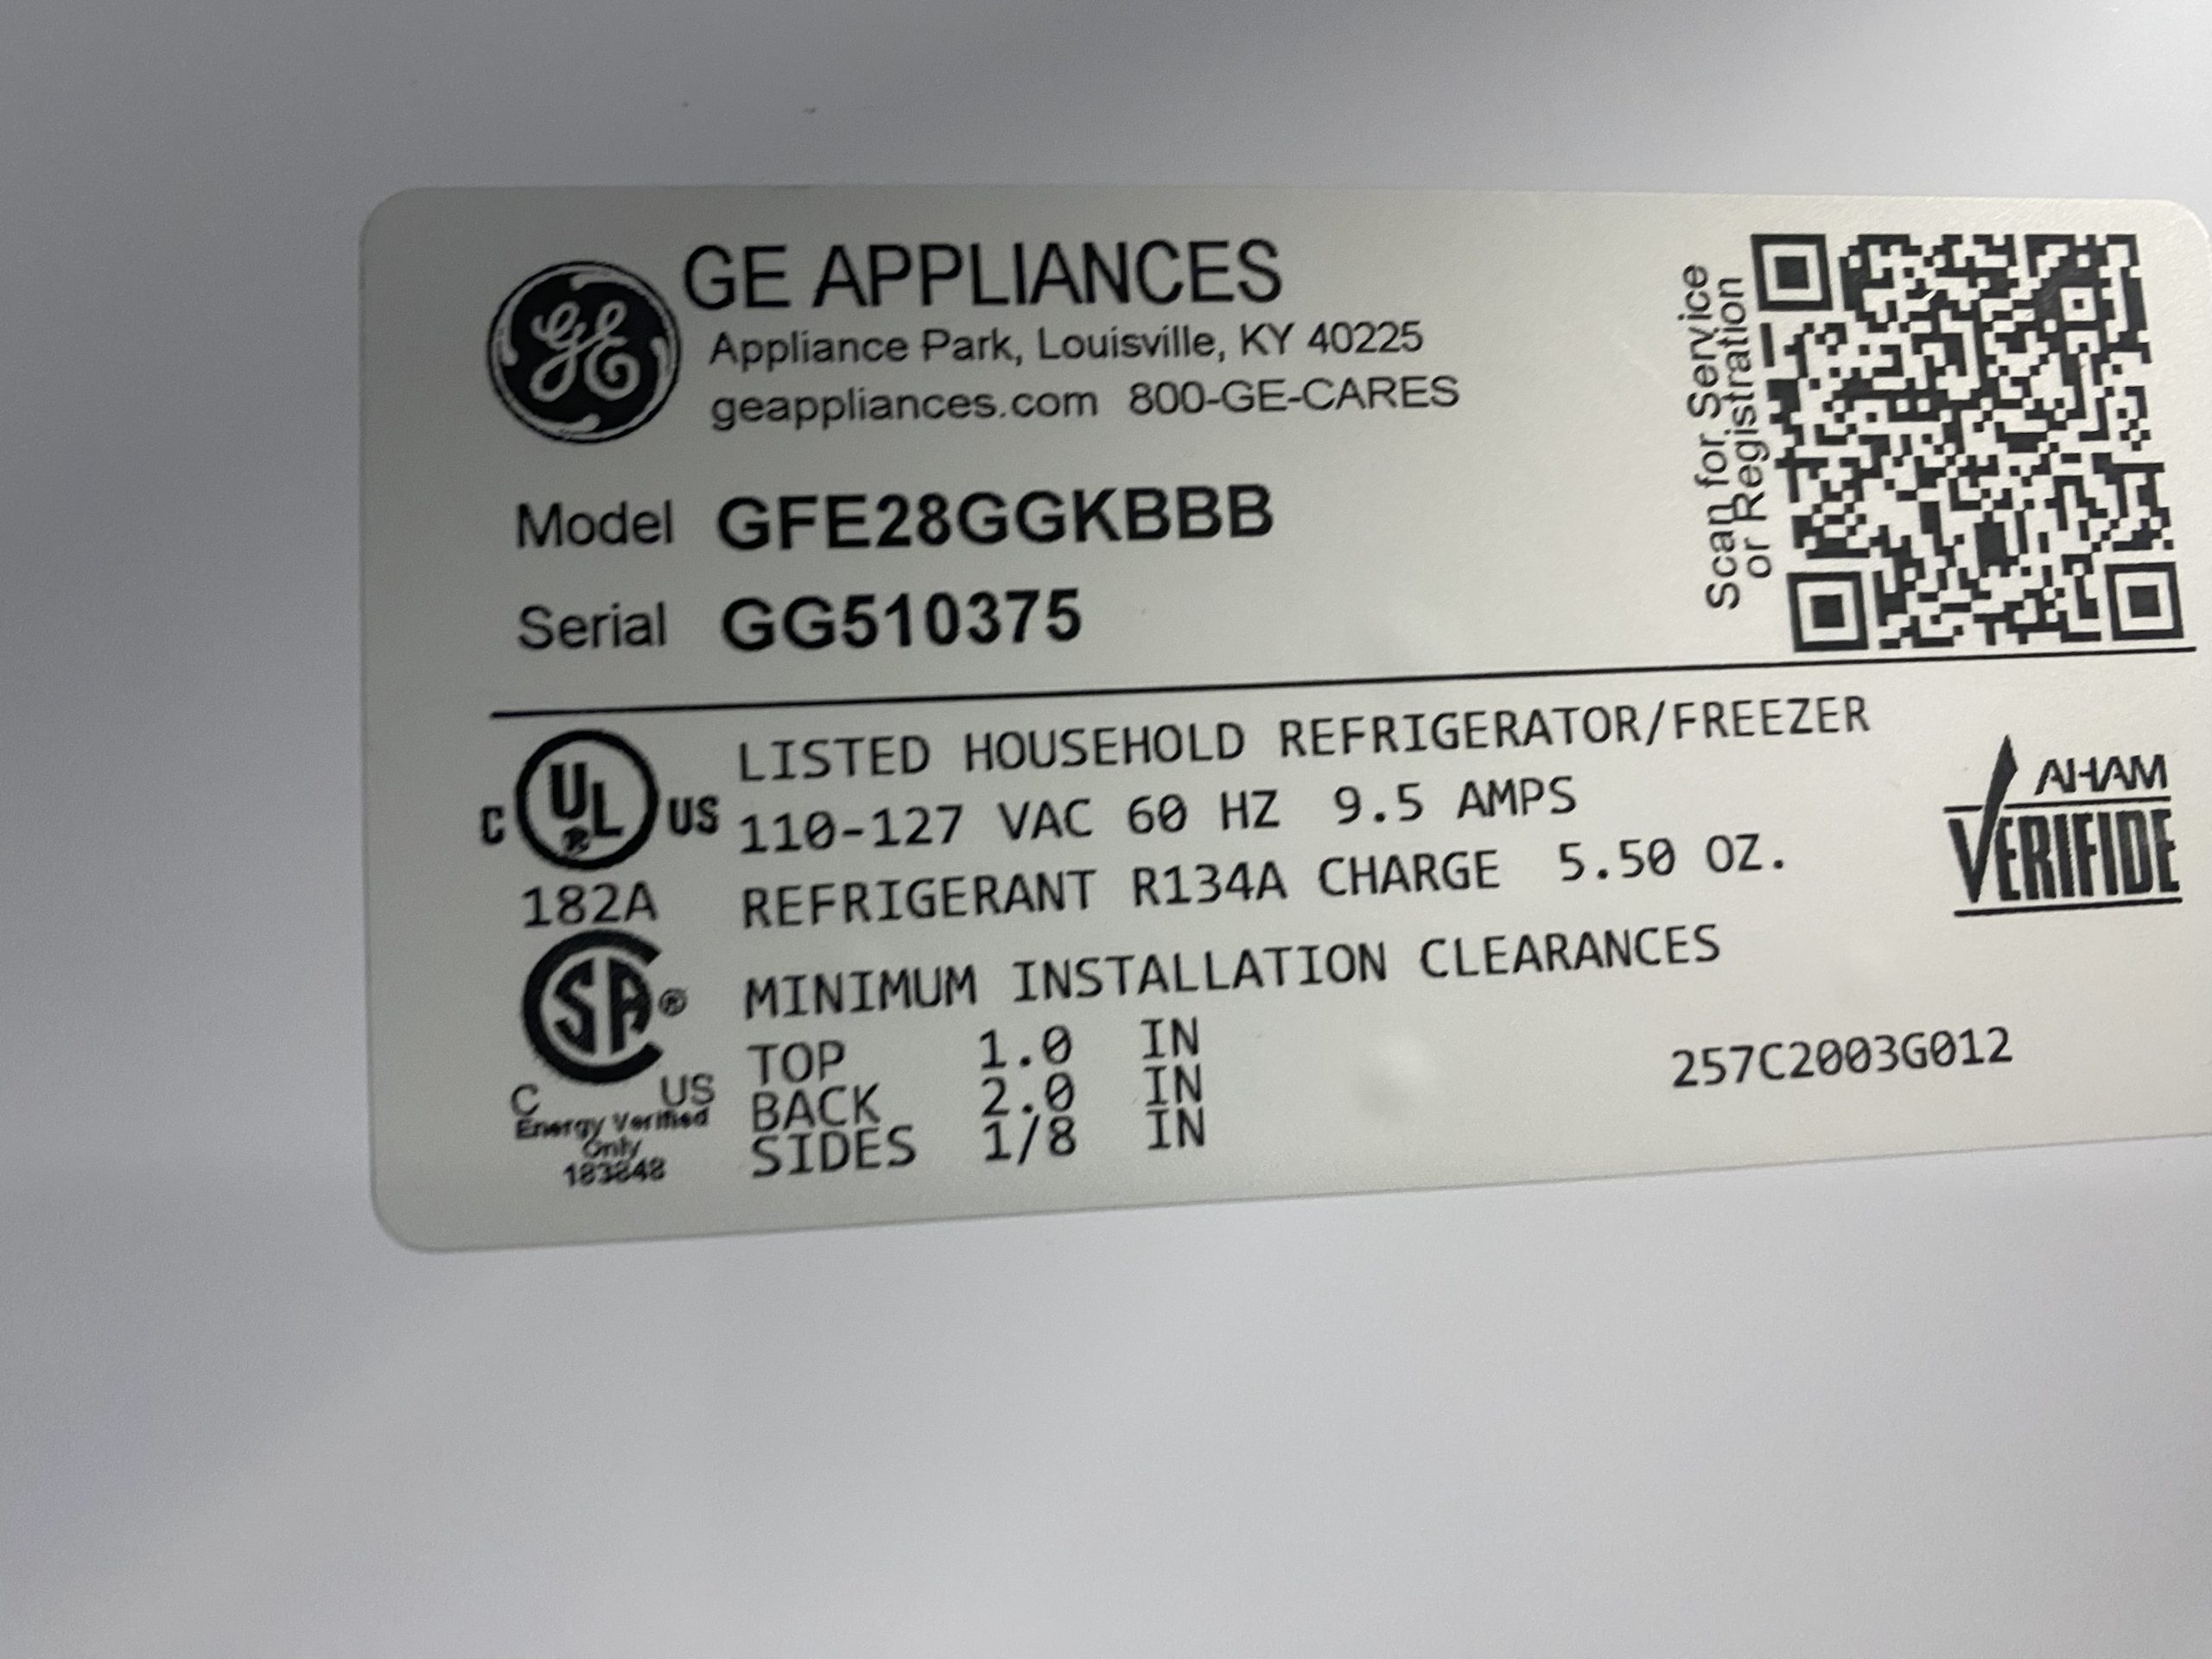 GE
GE APPLIANCES
Appliance Park, Louisville, KY 40225
geappliances.com 800-GE-CARES
Scan for Service
or Registration
Model GFE28GGKBBB
Serial GG510375
C UL US
®
182A
LISTED HOUSEHOLD REFRIGERATOR/FREEZER
110-127 VAC 60 HZ 9.5 AMPS
REFRIGERANT R134A CHARGE 5.50 OZ.
AHAM
VERIFIDE
SA®
C US
Energy Verified
Only
183848
MINIMUM INSTALLATION CLEARANCES
TOP 1.0 IN
BACK 2.0 IN
SIDES 1/8 IN
257C2003G012